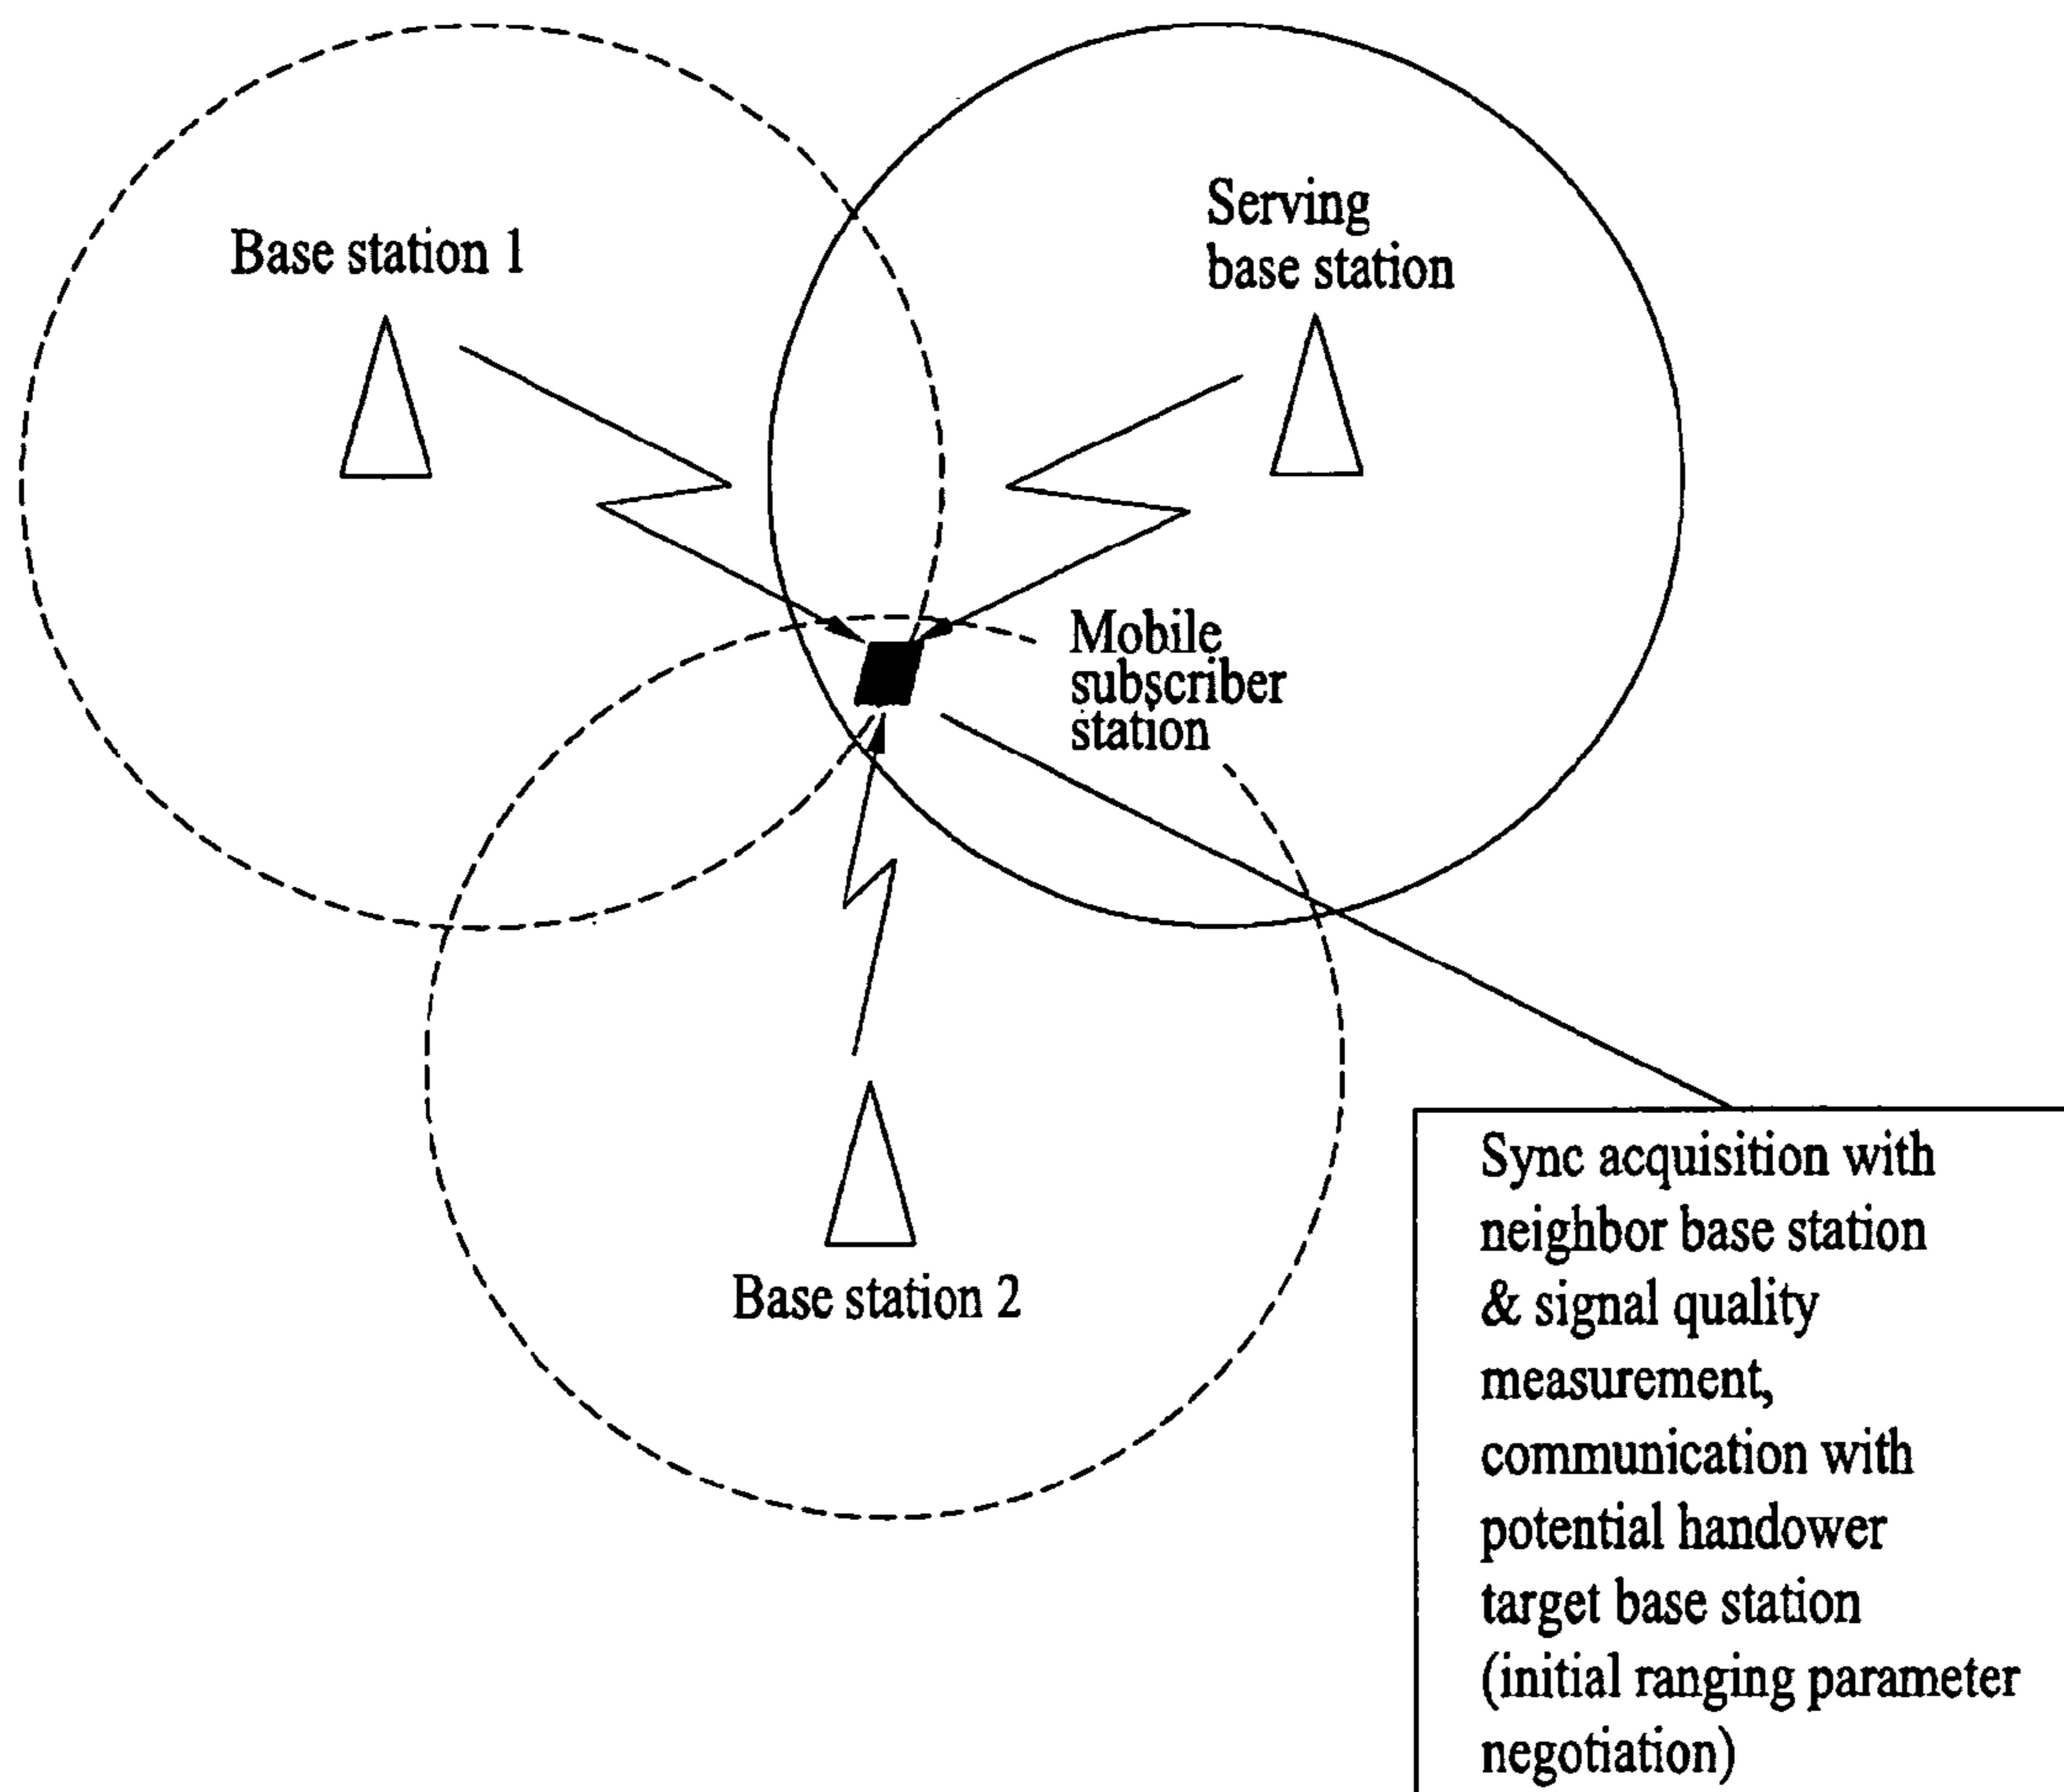 Base station 1
Serving
base station
Mobile
subscriber
station
Base station 2
Sync acquisition with
neighbor base station
& signal quality
measurement,
communication with
potential handower
target base station
(initial ranging parameter
negotiation)